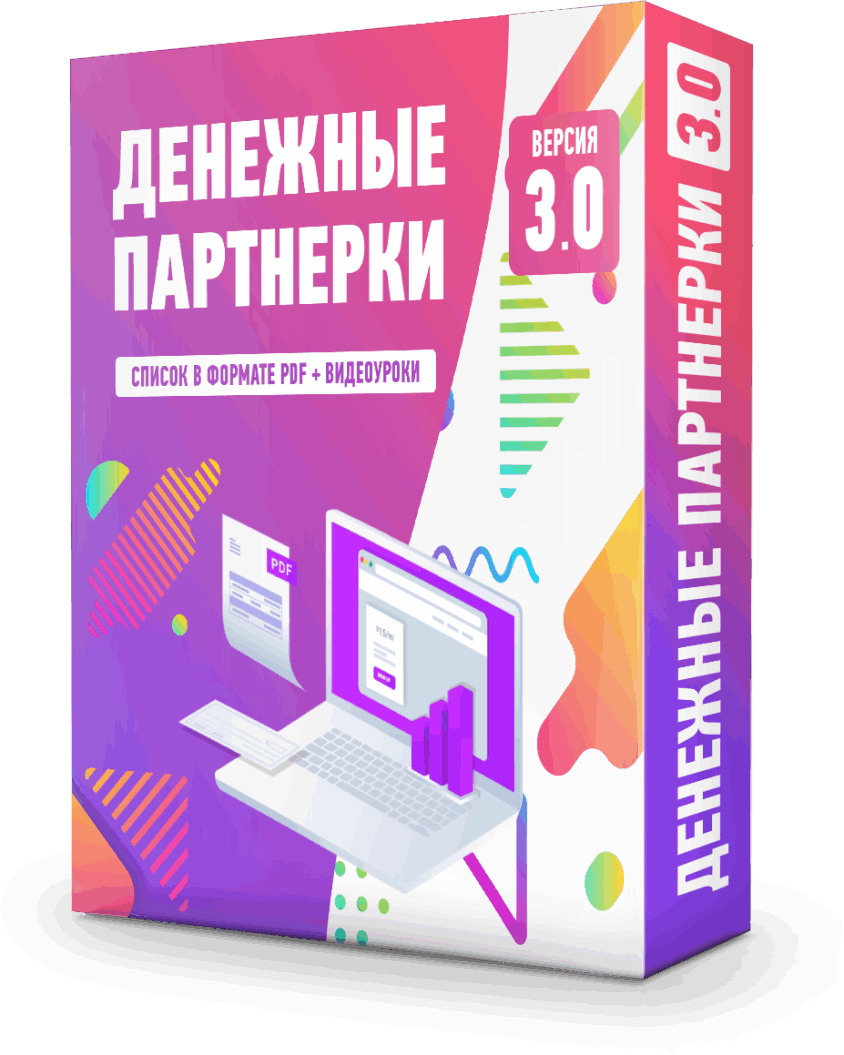 ДЕНЕЖНЫЕ
ПАРТНЕРКИ
ВЕРСИЯ
3.0
СПИСОК В ФОРМАТЕ PDF + ВИДЕОУРОКИ
PDF
ДЕНЕЖНЫЕ ПАРТНЕРКИ 3.0